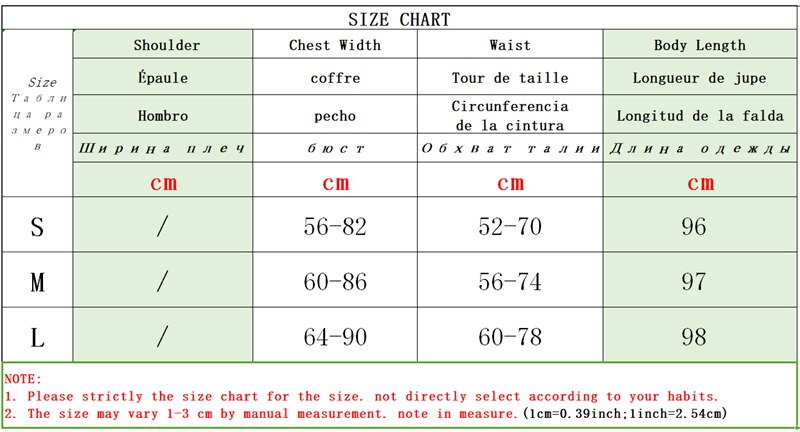 SIZE CHART
Size
Таблица размеров
Shoulder Chest Width Waist Body Length
Épaule coffre Tour de taille Longueur de jupe
Hombro pecho Circunferencia de la cintura Longitud de la falda
Ширина плеч бюст Обхват талии Длина одежды
cm cm cm cm
S / 56-82 52-70 96
M / 60-86 56-74 97
L / 64-90 60-78 98
NOTE:
1. Please strictly the size chart for the size. not directly select according to your habits.
2. The size may vary 1-3 cm by manual measurement. note in measure.(1cm=0.39inch;1inch=2.54cm)